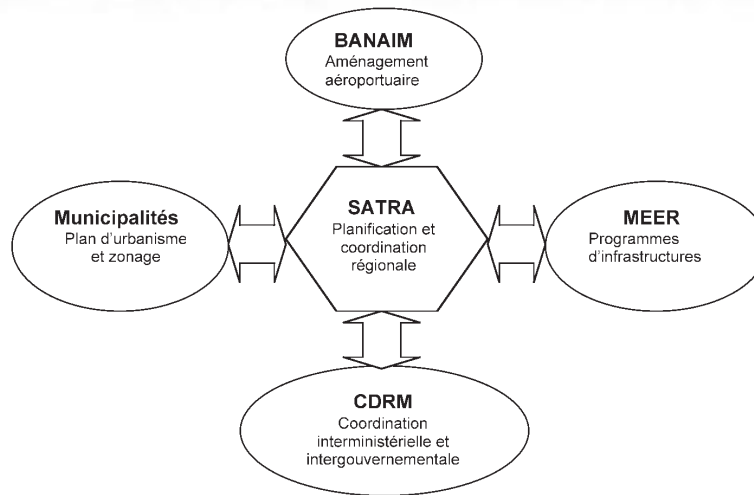 BANAIM
Aménagement
aéroportuaire
Municipalités
Plan d'urbanisme
et zonage
SATRA
Planification et
coordination
régionale
MEER
Programmes
d'infrastructures
CDRM
Coordination
interministérielle et
intergouvernementale